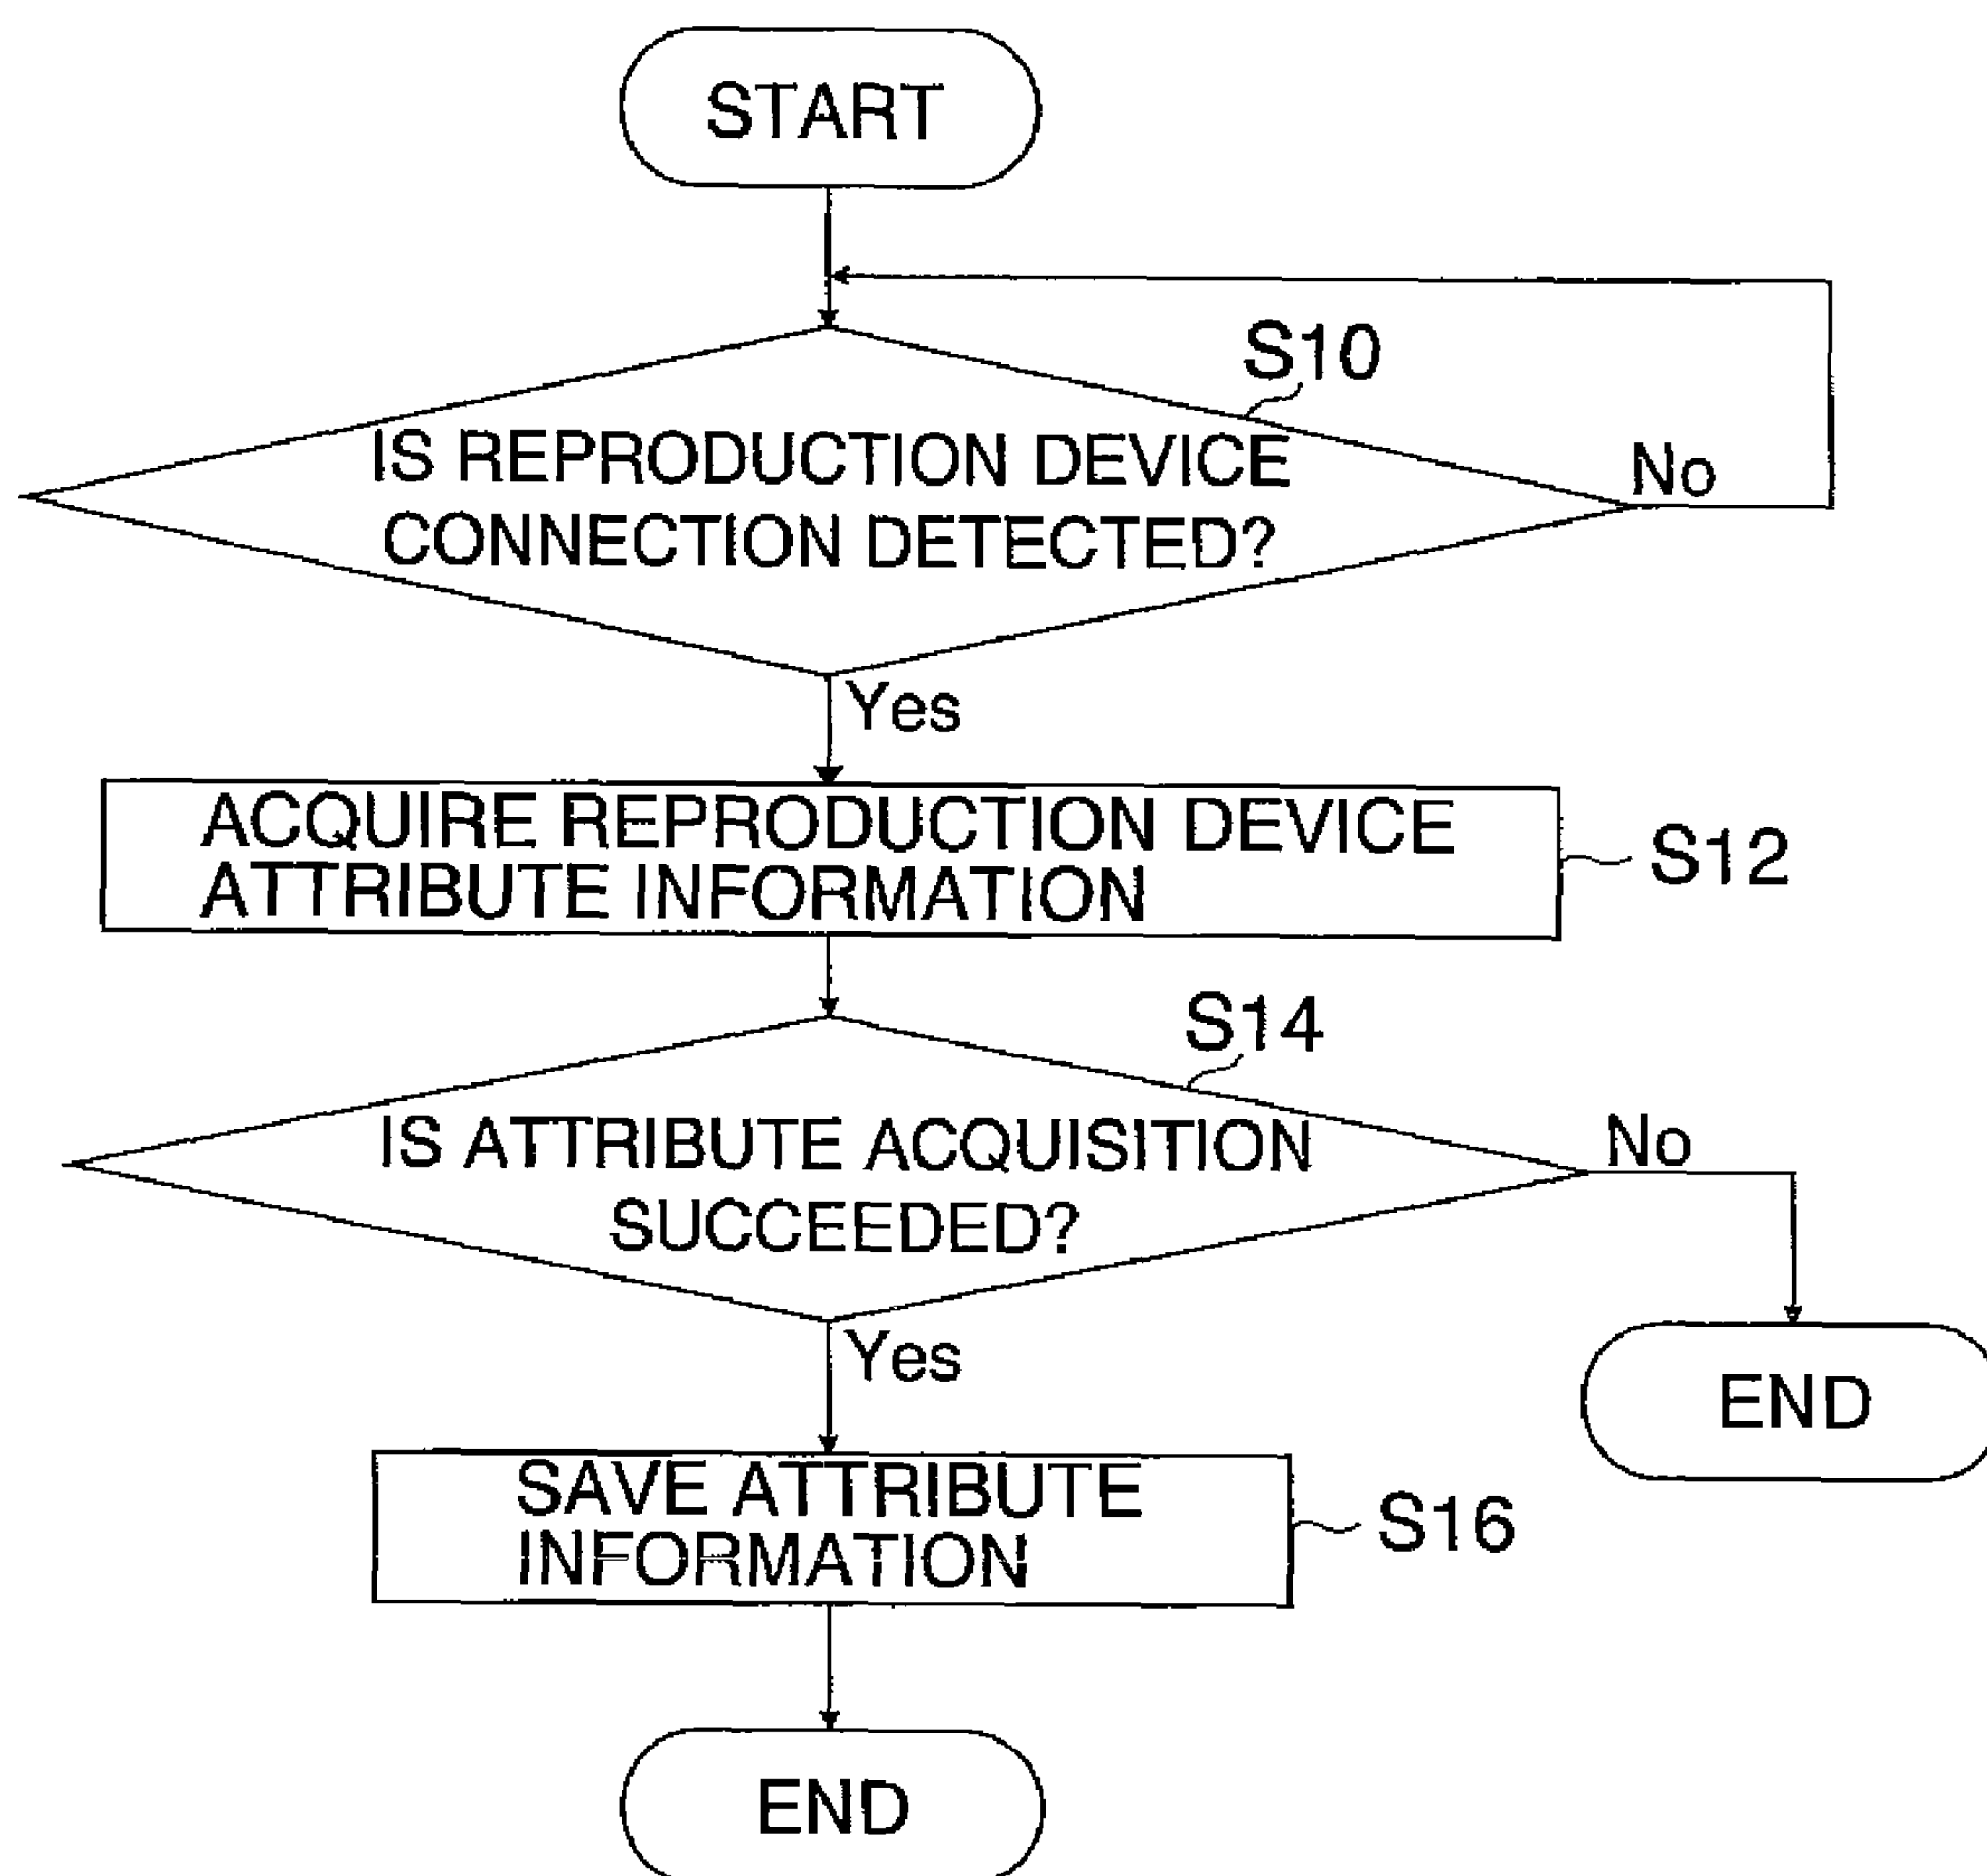 START
S10
IS REPRODUCTION DEVICE
CONNECTION DETECTED?
No
Yes
ACQUIRE REPRODUCTION DEVICE
ATTRIBUTE INFORMATION
S12
S14
IS ATTRIBUTE ACQUISITION
SUCCEEDED?
No
Yes
END
SAVE ATTRIBUTE
INFORMATION
S16
END